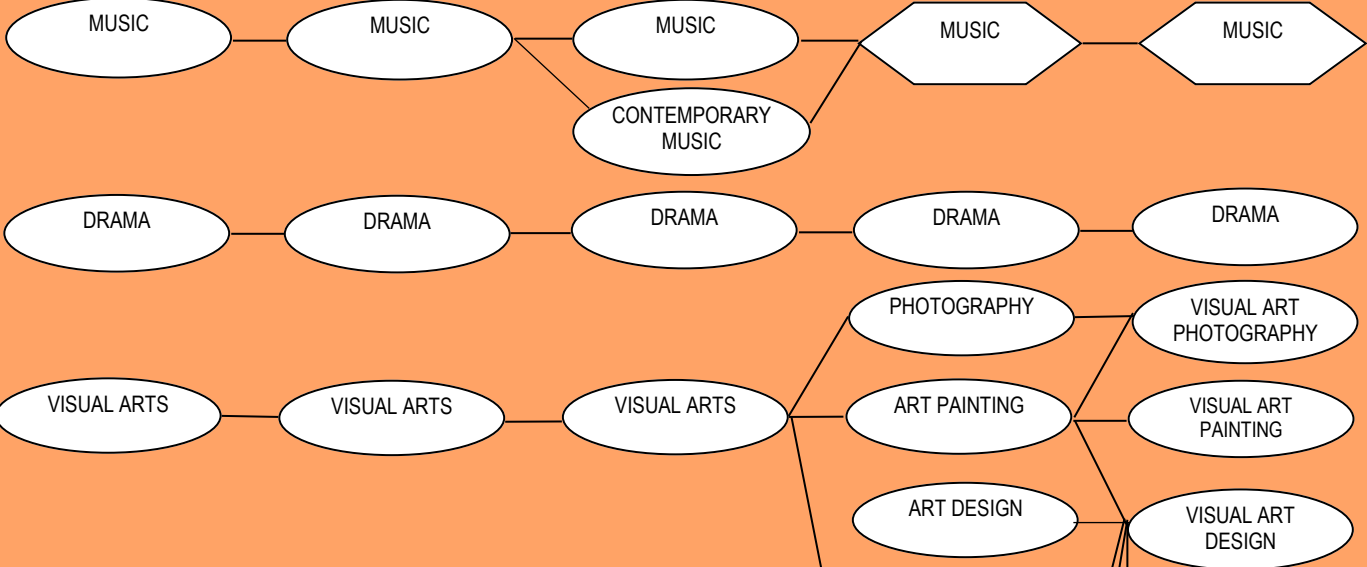 MUSIC
MUSIC
MUSIC
MUSIC
MUSIC
CONTEMPORARY
MUSIC
DRAMA
DRAMA
DRAMA
DRAMA
DRAMA
PHOTOGRAPHY
VISUAL ART
PHOTOGRAPHY
VISUAL ARTS
VISUAL ARTS
VISUAL ARTS
ART PAINTING
VISUAL ART
PAINTING
ART DESIGN
VISUAL ART
DESIGN